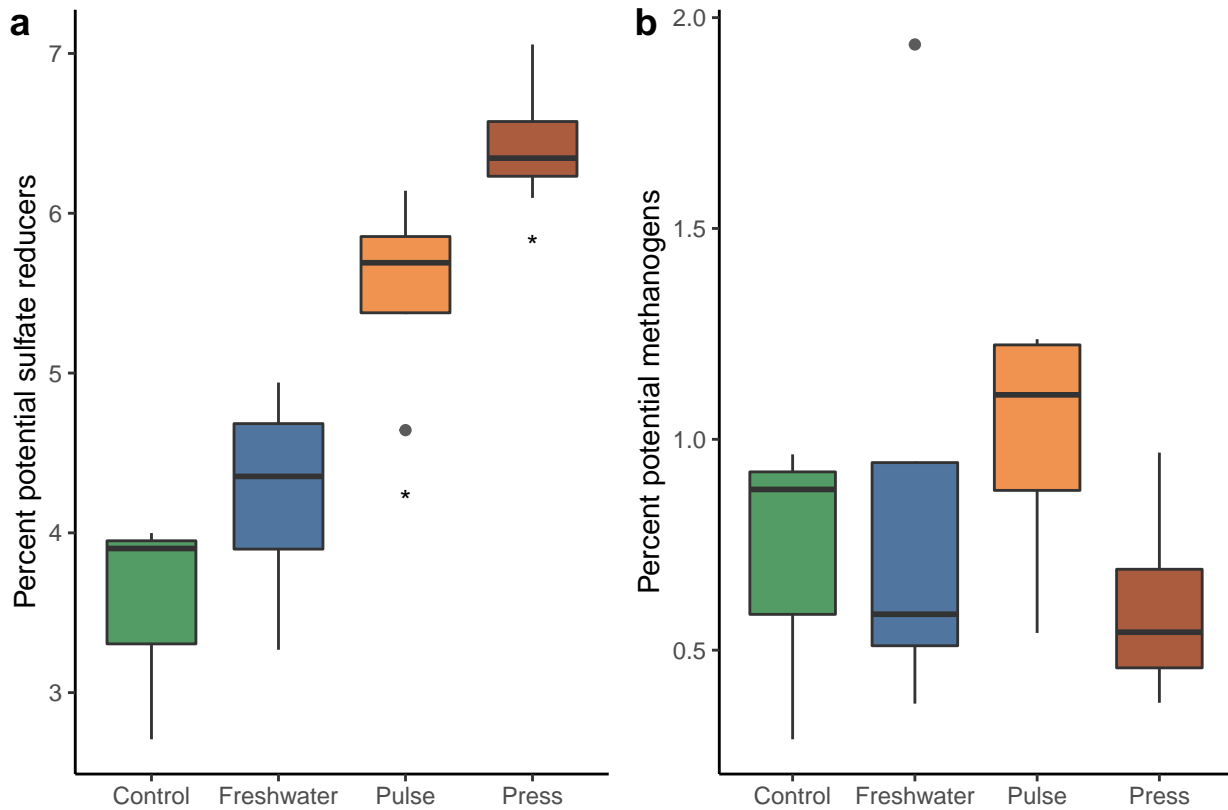 a
Percent potential sulfate reducers
7
6
5
4
3
*
*
Control Freshwater Pulse Press
b
Percent potential methanogens
2.0
1.5
1.0
0.5
Control Freshwater Pulse Press